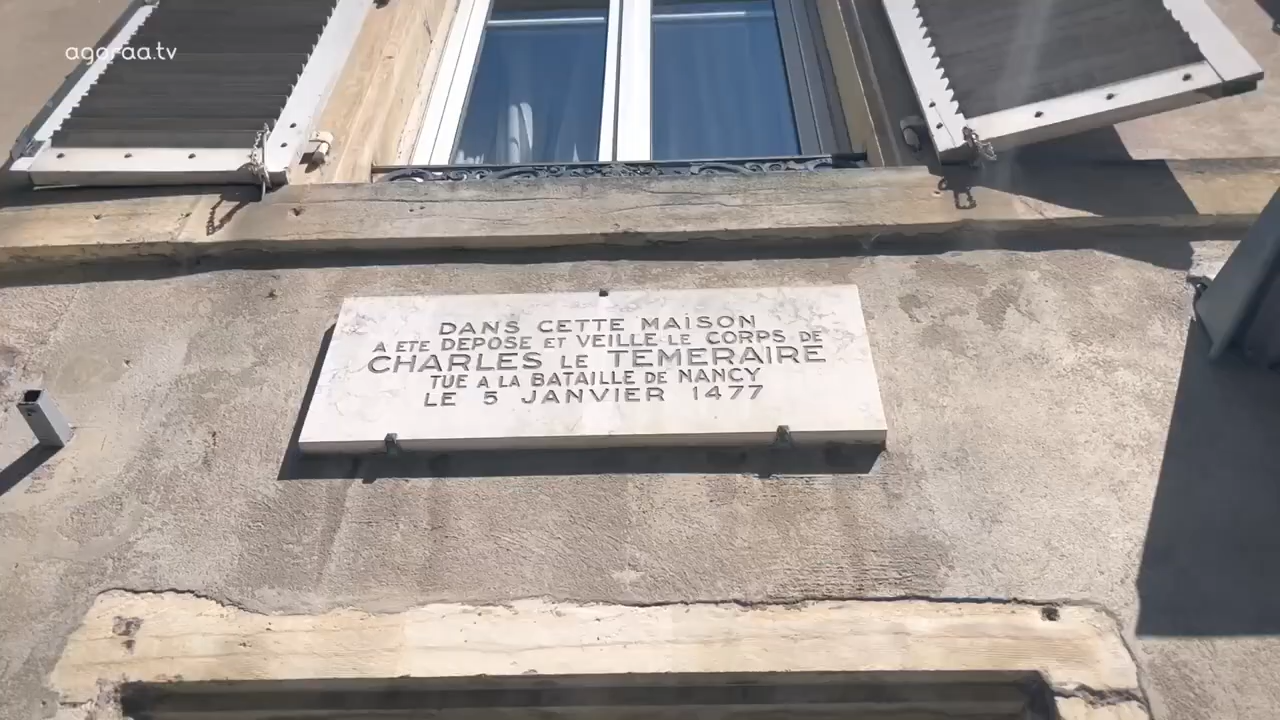 agoraa.tv
DANS CETTE MAISON
A ETE DEPOSE ET VEILLE LE CORPS DE
CHARLES LE TEMERAIRE
TUE A LA BATAILLE DE NANCY
LE 5 JANVIER 1477